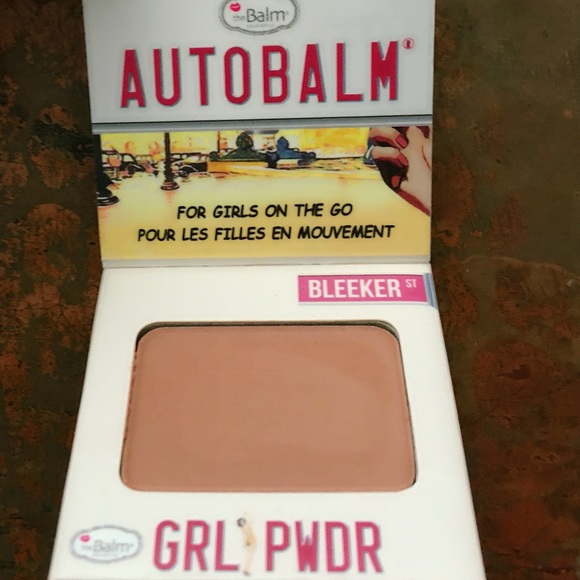 theBalm
AUTOBALM®
FOR GIRLS ON THE GO
POUR LES FILLES EN MOUVEMENT
BLEEKER ST
theBalm
GRL PWDR